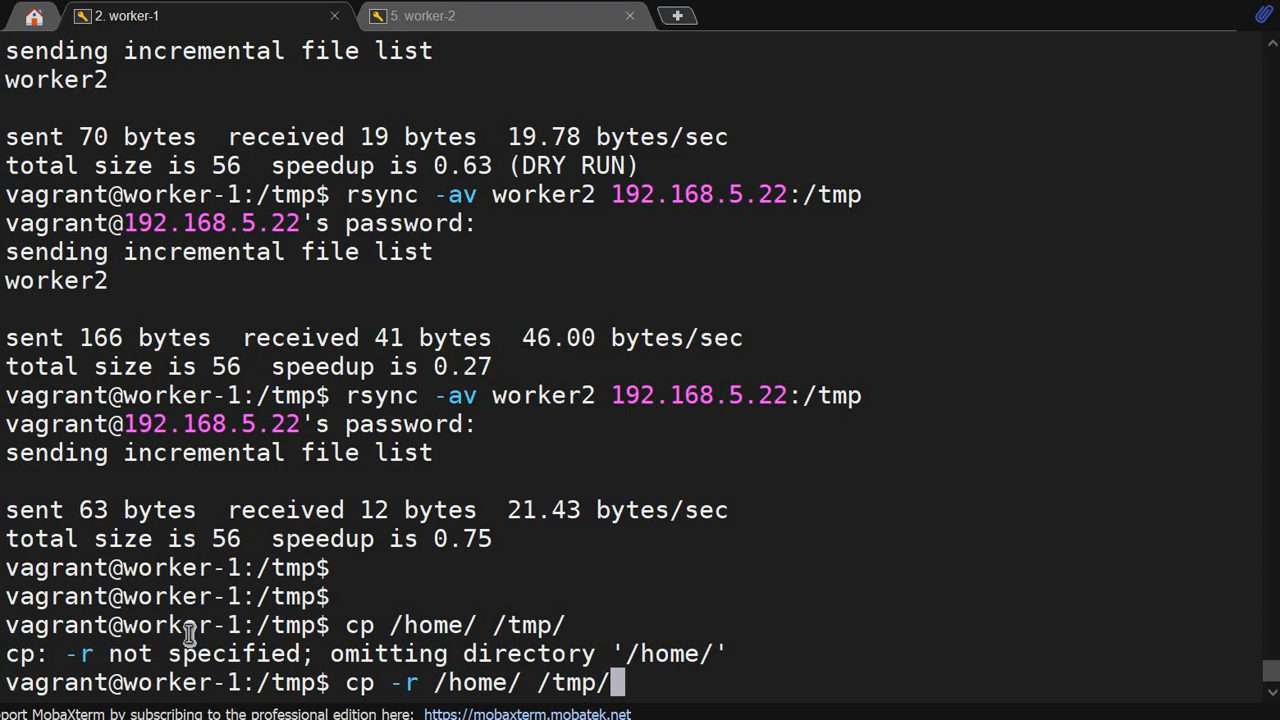 2. worker-1
5. worker-2
sending incremental file list
worker2
sent 70 bytes  received 19 bytes  19.78 bytes/sec
total size is 56  speedup is 0.63 (DRY RUN)
vagrant@worker-1:/tmp$ rsync -av worker2 192.168.5.22:/tmp
vagrant@192.168.5.22's password:
sending incremental file list
worker2
sent 166 bytes  received 41 bytes  46.00 bytes/sec
total size is 56  speedup is 0.27
vagrant@worker-1:/tmp$ rsync -av worker2 192.168.5.22:/tmp
vagrant@192.168.5.22's password:
sending incremental file list
sent 63 bytes  received 12 bytes  21.43 bytes/sec
total size is 56  speedup is 0.75
vagrant@worker-1:/tmp$
vagrant@worker-1:/tmp$
vagrant@worker-1:/tmp$ cp /home/ /tmp/
cp: -r not specified; omitting directory '/home/'
vagrant@worker-1:/tmp$ cp -r /home/ /tmp/
port MobaXterm by subscribing to the professional edition here: https://mobaxterm.mobatek.net